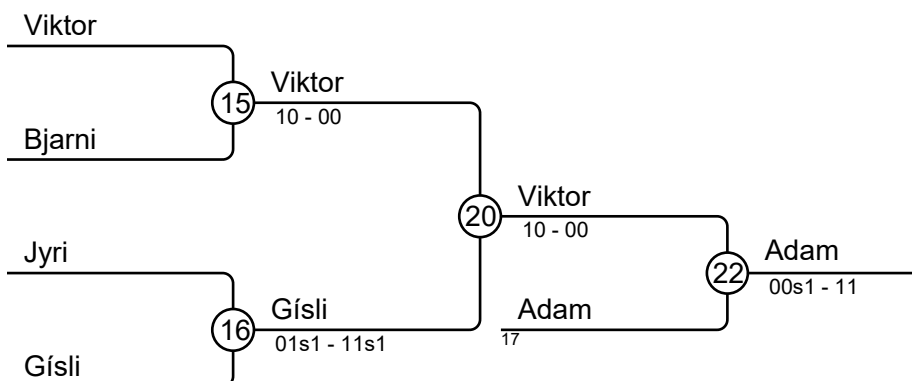 Viktor
15
Viktor
10 - 00
Bjarni
20
Viktor
10 - 00
Jyri
22
Adam
00s1 - 11
16
Gísli
01s1 - 11s1
Adam
17
Gísli